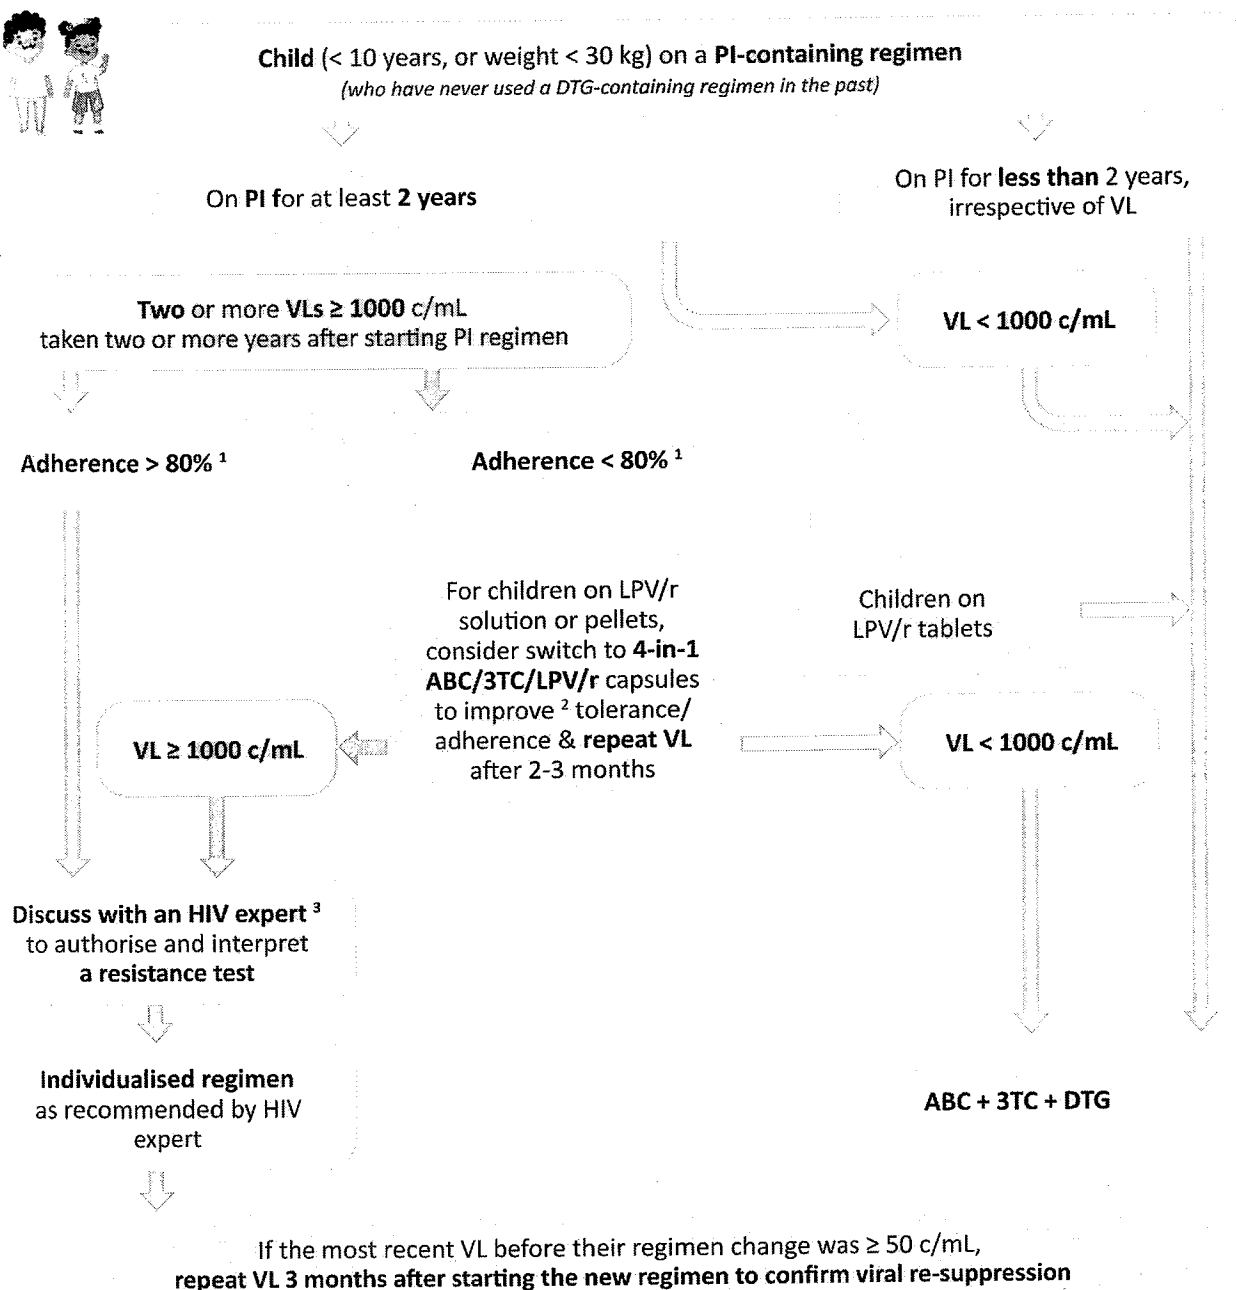 Child (< 10 years, or weight < 30 kg) on a PI-containing regimen
(who have never used a DTG-containing regimen in the past)
On PI for at least 2 years
On PI for less than 2 years,
irrespective of VL
Two or more VLs ≥ 1000 c/mL
taken two or more years after starting PI regimen
VL < 1000 c/mL
Adherence > 80% ¹
Adherence < 80% ¹
For children on LPV/r
solution or pellets,
consider switch to 4-in-1
ABC/3TC/LPV/r capsules
to improve ² tolerance/
adherence & repeat VL
after 2-3 months
Children on
LPV/r tablets
VL ≥ 1000 c/mL
VL < 1000 c/mL
Discuss with an HIV expert ³
to authorise and interpret
a resistance test
Individualised regimen
as recommended by HIV
expert
ABC + 3TC + DTG
If the most recent VL before their regimen change was ≥ 50 c/mL,
repeat VL 3 months after starting the new regimen to confirm viral re-suppression